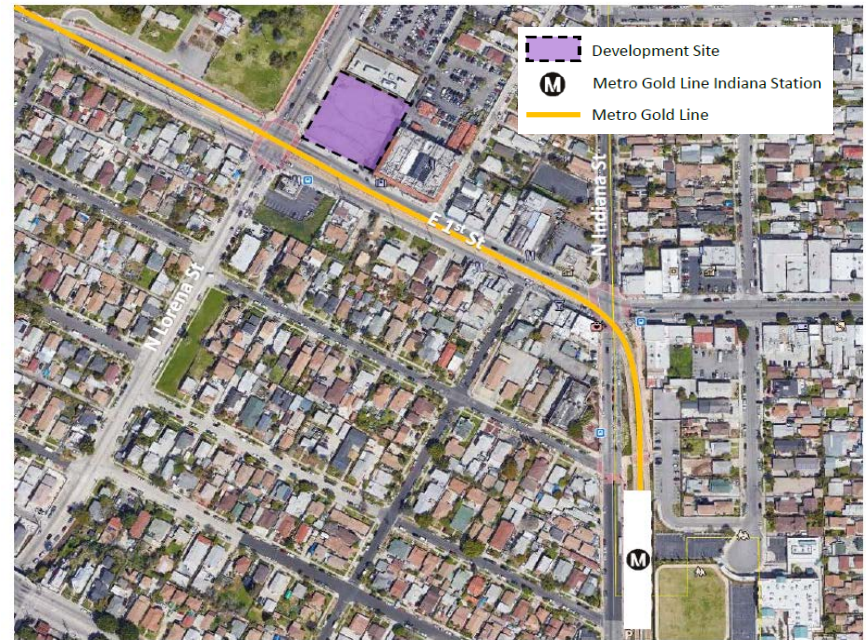 Development Site
M
Metro Gold Line Indiana Station
Metro Gold Line
N Indiana St
E 1st St
N Lorena St
M